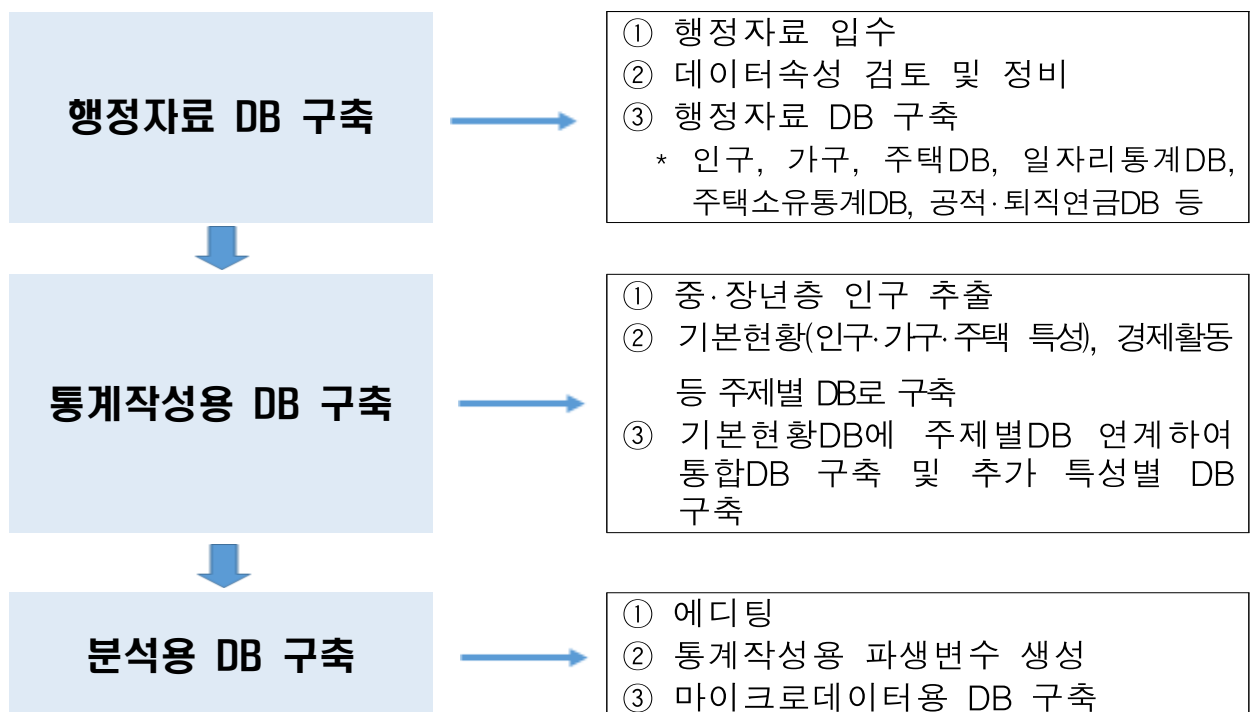 행정자료 DB 구축
① 행정자료 입수
② 데이터속성 검토 및 정비
③ 행정자료 DB 구축
* 인구, 가구, 주택DB, 일자리통계DB,
주택소유통계DB, 공적·퇴직연금DB 등
통계작성용 DB 구축
① 중·장년층 인구 추출
② 기본현황(인구·가구·주택 특성), 경제활동
등 주제별 DB로 구축
③ 기본현황DB에 주제별DB 연계하여
통합DB 구축 및 추가 특성별 DB
구축
분석용 DB 구축
① 에디팅
② 통계작성용 파생변수 생성
③ 마이크로데이터용 DB 구축